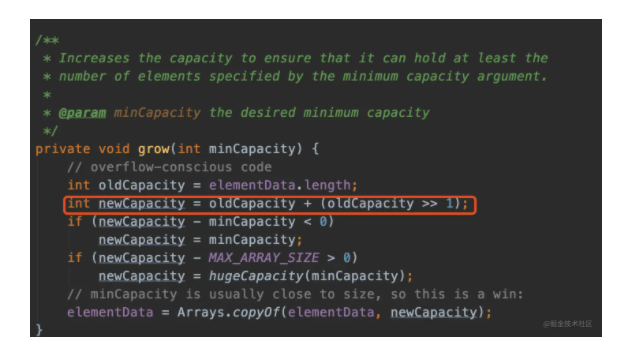 /**
 * Increases the capacity to ensure that it can hold at least the
 * number of elements specified by the minimum capacity argument.
 *
 * @param minCapacity the desired minimum capacity
 */
private void grow(int minCapacity) {
    // overflow-conscious code
    int oldCapacity = elementData.length;
    int newCapacity = oldCapacity + (oldCapacity >> 1);
    if (newCapacity - minCapacity < 0)
        newCapacity = minCapacity;
    if (newCapacity - MAX_ARRAY_SIZE > 0)
        newCapacity = hugeCapacity(minCapacity);
    // minCapacity is usually close to size, so this is a win:
    elementData = Arrays.copyOf(elementData, newCapacity);
@掘金技术社区
}